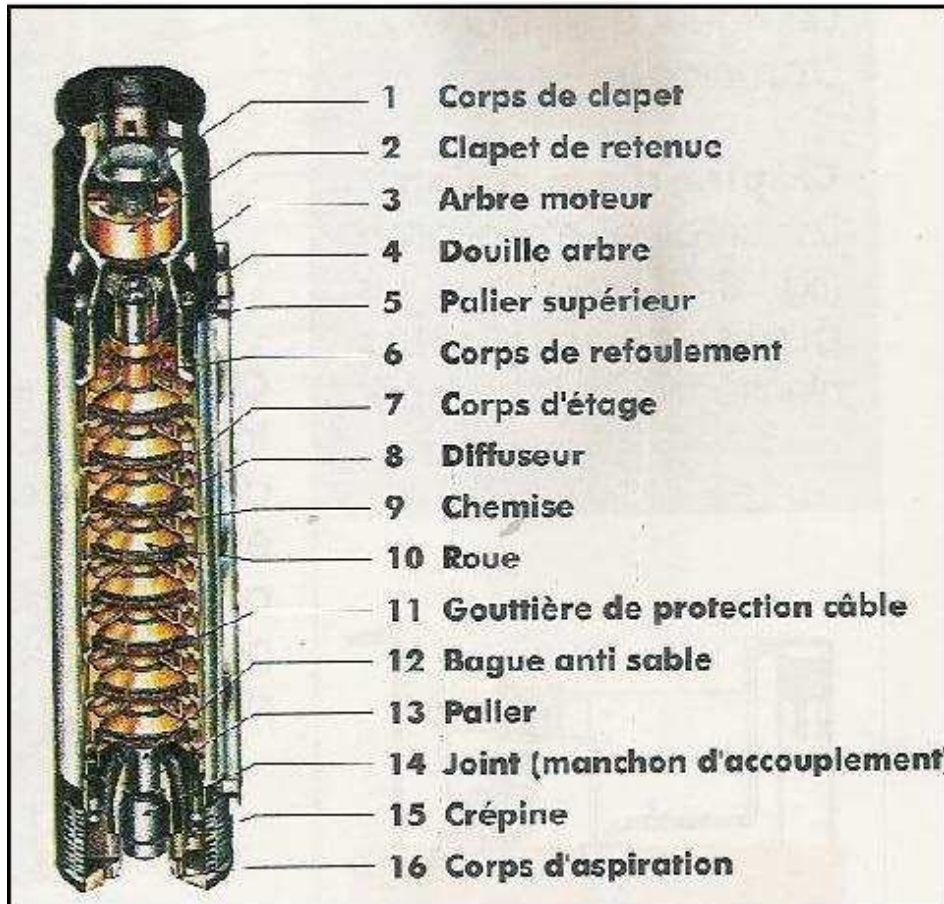 1 Corps de clapet
2 Clapet de retenue
3 Arbre moteur
4 Douille arbre
5 Palier supérieur
6 Corps de refoulement
7 Corps d'étage
8 Diffuseur
9 Chemise
10 Roue
11 Gouttière de protection câble
12 Bague anti sable
13 Palier
14 Joint (manchon d'accouplement)
15 Crépine
16 Corps d'aspiration